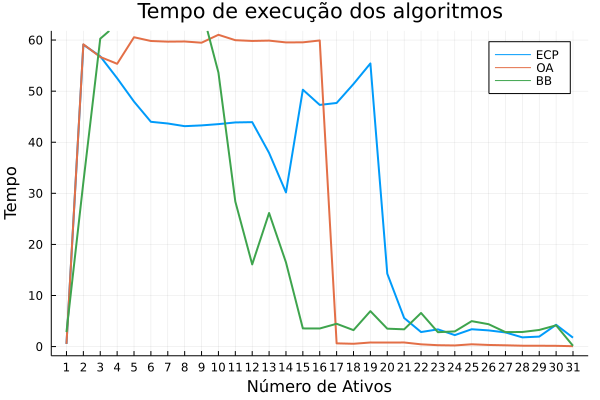 Tempo de execução dos algoritmos
60
50
40
30
20
10
0
Tempo
ECP
OA
BB
1 2 3 4 5 6 7 8 9 10 11 12 13 14 15 16 17 18 19 20 21 22 23 24 25 26 27 28 29 30 31
Número de Ativos